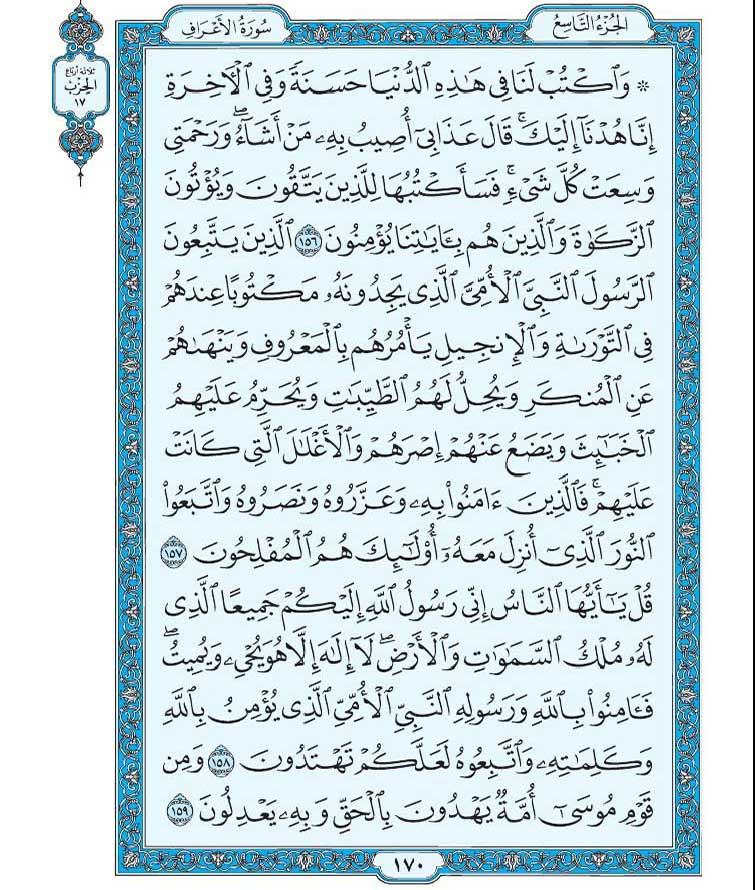 سُورَةُ الأَعْرَافِ
الجُزْءُ التَّاسِعُ
ثلاثة أرباع
الحزب
١٧
۞ وَٱكْتُبْ لَنَا فِى هَٰذِهِ ٱلدُّنْيَا حَسَنَةً وَفِى ٱلْأَخِرَةِ
إِنَّا هُدْنَآ إِلَيْكَ ۚ قَالَ عَذَابِىٓ أُصِيبُ بِهِۦ مَنْ أَشَآءُ ۖ وَرَحْمَتِى
وَسِعَتْ كُلَّ شَىْءٍ ۚ فَسَأَكْتُبُهَا لِلَّذِينَ يَتَّقُونَ وَيُؤْتُونَ
ٱلزَّكَوٰةَ وَٱلَّذِينَ هُم بِـَٔايَٰتِنَا يُؤْمِنُونَ ١٥٦ ٱلَّذِينَ يَتَّبِعُونَ
ٱلرَّسُولَ ٱلنَّبِىَّ ٱلْأُمِّىَّ ٱلَّذِى يَجِدُونَهُۥ مَكْتُوبًا عِندَهُمْ
فِى ٱلتَّوْرَىٰةِ وَٱلْإِنجِيلِ يَأْمُرُهُم بِٱلْمَعْرُوفِ وَيَنْهَىٰهُمْ
عَنِ ٱلْمُنكَرِ وَيُحِلُّ لَهُمُ ٱلطَّيِّبَٰتِ وَيُحَرِّمُ عَلَيْهِمُ
ٱلْخَبَٰٓئِثَ وَيَضَعُ عَنْهُمْ إِصْرَهُمْ وَٱلْأَغْلَٰلَ ٱلَّتِى كَانَتْ
عَلَيْهِمْ ۚ فَٱلَّذِينَ ءَامَنُوا۟ بِهِۦ وَعَزَّرُوهُ وَنَصَرُوهُ وَٱتَّبَعُوا۟
ٱلنُّورَ ٱلَّذِىٓ أُنزِلَ مَعَهُۥٓ ۙ أُو۟لَٰٓئِكَ هُمُ ٱلْمُفْلِحُونَ ١٥٧
قُلْ يَٰٓأَيُّهَا ٱلنَّاسُ إِنِّى رَسُولُ ٱللَّهِ إِلَيْكُمْ جَمِيعًا ٱلَّذِى
لَهُۥ مُلْكُ ٱلسَّمَٰوَٰتِ وَٱلْأَرْضِ ۖ لَآ إِلَٰهَ إِلَّا هُوَ يُحْىِۦ وَيُمِيتُ ۖ
فَـَٔامِنُوا۟ بِٱللَّهِ وَرَسُولِهِ ٱلنَّبِىِّ ٱلْأُمِّىِّ ٱلَّذِى يُؤْمِنُ بِٱللَّهِ
وَكَلِمَٰتِهِۦ وَٱتَّبِعُوهُ لَعَلَّكُمْ تَهْتَدُونَ ١٥٨ وَمِن
قَوْمِ مُوسَىٰٓ أُمَّةٌ يَهْدُونَ بِٱلْحَقِّ وَبِهِۦ يَعْدِلُونَ ١٥٩
١٧٠